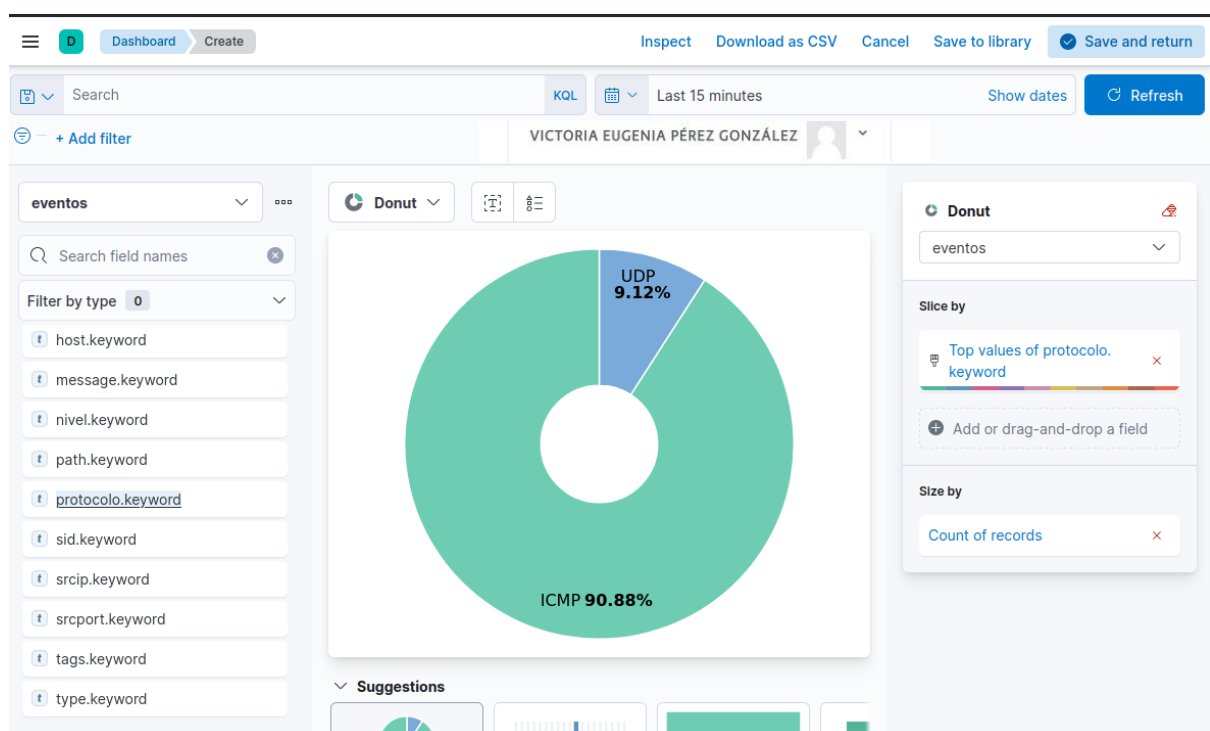 D Dashboard Create Inspect Download as CSV Cancel Save to library Save and return
Search KQL Last 15 minutes Show dates Refresh
+ Add filter
VICTORIA EUGENIA PÉREZ GONZÁLEZ
eventos
Search field names
Filter by type 0
t host.keyword
t message.keyword
t nivel.keyword
t path.keyword
t protocolo.keyword
t sid.keyword
t srcip.keyword
t srcport.keyword
t tags.keyword
t type.keyword
Donut
UDP
9.12%
ICMP 90.88%
Suggestions
Donut
eventos
Slice by
Top values of protocolo.
keyword
Add or drag-and-drop a field
Size by
Count of records